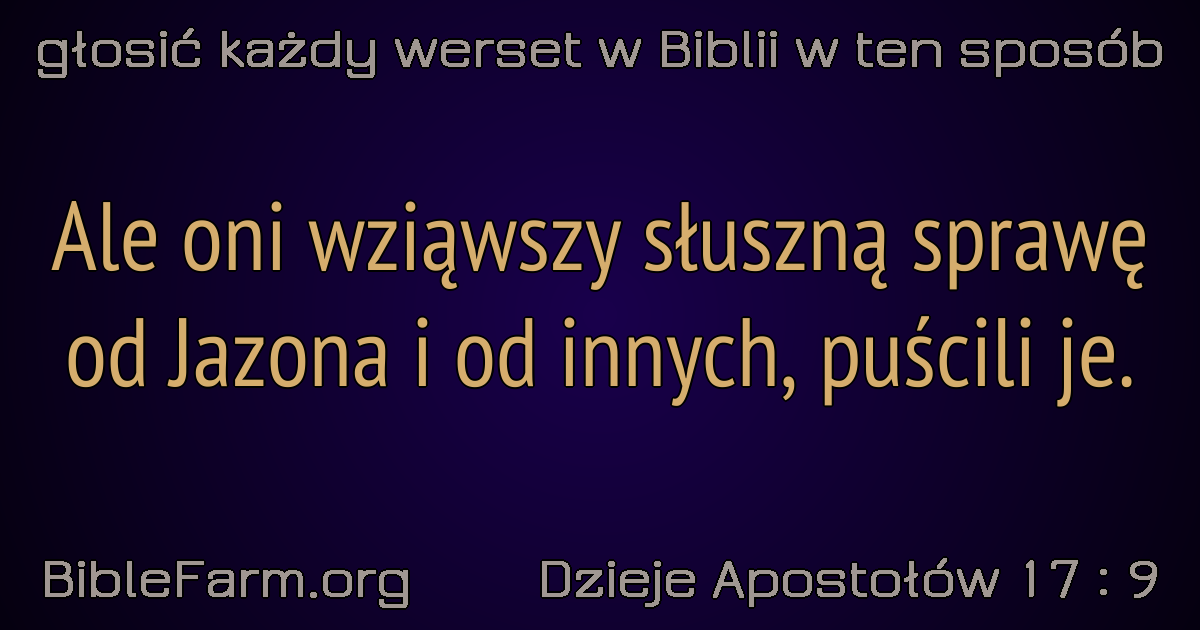 głosić każdy werset w Biblii w ten sposób
Ale oni wziąwszy słuszną sprawę
od Jazona i od innych, puścili je.
BibleFarm.org
Dzieje Apostołów 17 : 9